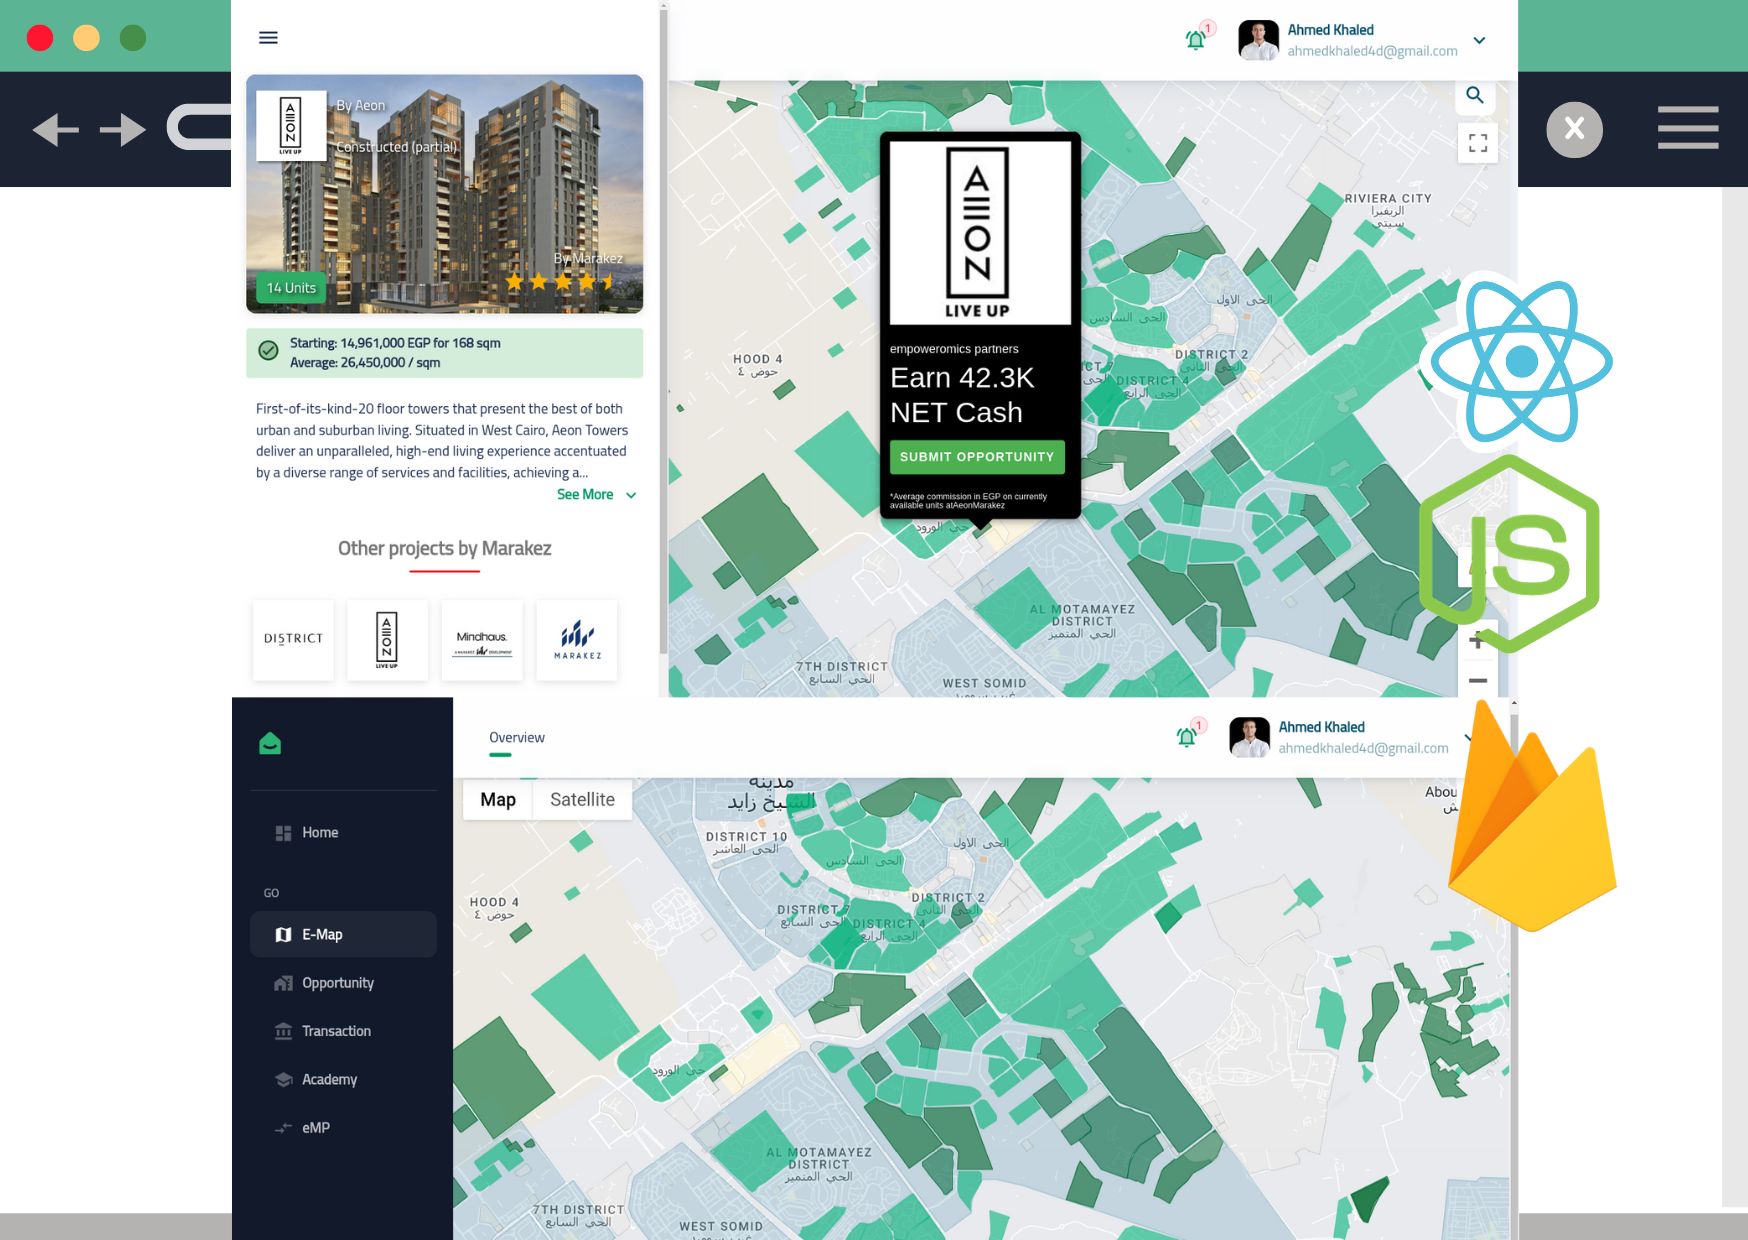 1
Ahmed Khaled
ahmedkhaled4d@gmail.com
X
AEON
LIVE UP
By Aeon
Constructed (partial)
By Marakez
14 Units
Starting: 14,961,000 EGP for 168 sqm
Average: 26,450,000 / sqm
First-of-its-kind-20 floor towers that present the best of both
urban and suburban living. Situated in West Cairo, Aeon Towers
deliver an unparalleled, high-end living experience accentuated
by a diverse range of services and facilities, achieving a...
See More
Other projects by Marakez
DISTRICT
AEON
LIVE UP
Mindhaus.
MARAKEZ
RIVIERA CITY
الريفيرا
سيتي
الحي الأول
الحي السادس
HOOD 4
حوض ٤
DISTRICT 2
الحي الثاني
DISTRICT 4
الحي الرابع
AEON
LIVE UP
empoweromics partners
Earn 42.3K
NET Cash
SUBMIT OPPORTUNITY
*Average commission in EGP on currently
available units atAeonMarakez
حي الورود
AL MOTAMAYEZ
DISTRICT
الحي المتميز
7TH DISTRICT
الحي السابع
WEST SOMID
JS
Overview
1
Ahmed Khaled
ahmedkhaled4d@gmail.com
Home
GO
E-Map
Opportunity
Transaction
Academy
eMP
Map
Satellite
مدينة
الشيخ زايد
Abou
DISTRICT 10
الحي العاشر
الحي الأول
الحي السادس
HOOD 4
حوض ٤
DISTRICT 2
الحي الثاني
DISTRICT 7
الحي السابع
DISTRICT 4
الحي الرابع
حي الورود
AL MOTAMAYEZ
DISTRICT
الحي المتميز
7TH DISTRICT
الحي السابع
WEST SOMID